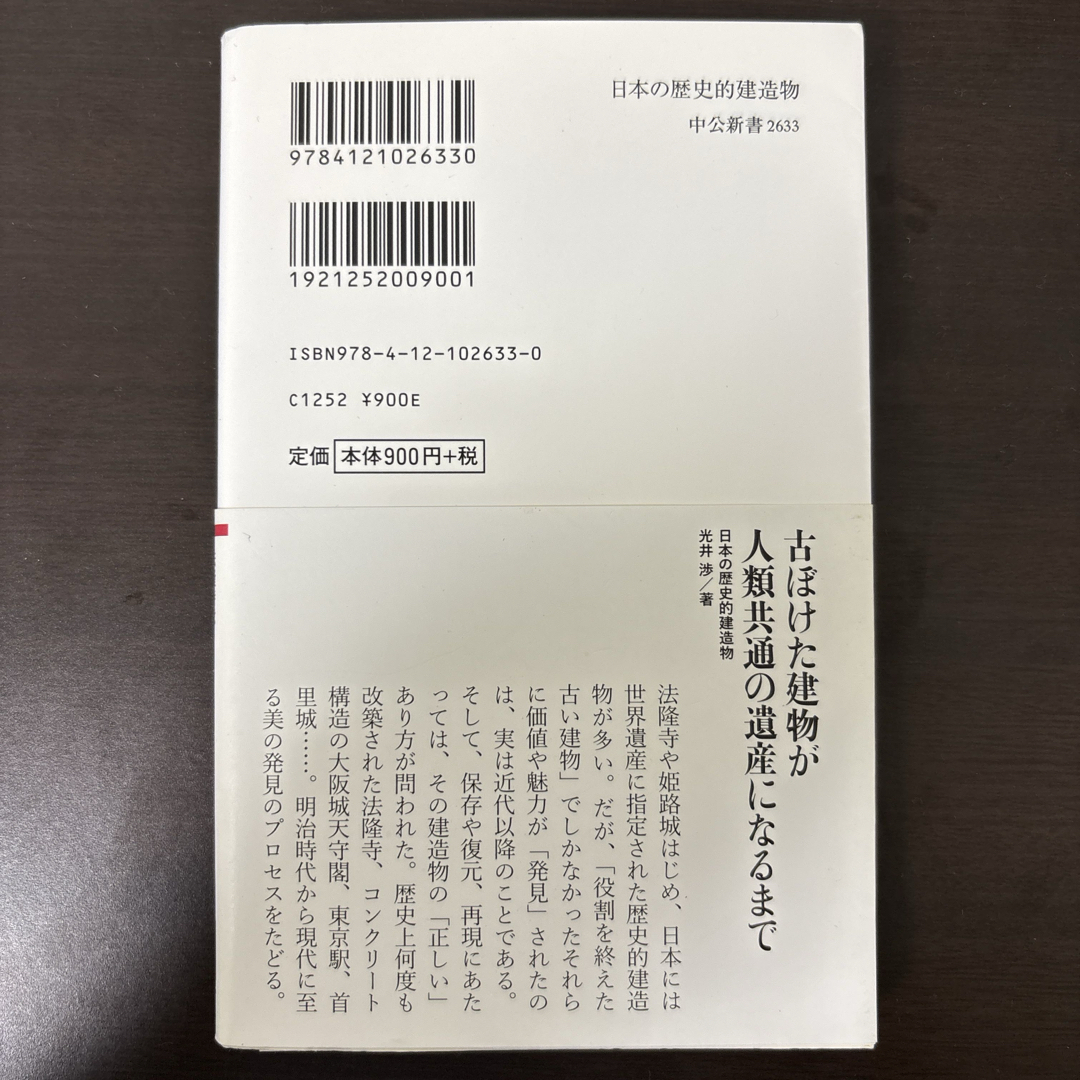 9784121026330
1921252009001
ISBN978-4-12-102633-0
C1252 ¥900E
定価 本体900円+税
日本の歴史的建造物
中公新書 2633
古ぼけた建物が
人類共通の遺産になるまで
日本の歴史的建造物
光井 渉/著
法隆寺や姫路城はじめ、日本には
世界遺産に指定された歴史的建造
物が多い。だが、「役割を終えた
古い建物」でしかなかったそれら
に価値や魅力が「発見」されたの
は、実は近代以降のことである。
そして、保存や復元、再現にあた
っては、その建造物の「正しい」
あり方が問われた。歴史上何度も
改築された法隆寺、コンクリート
構造の大阪城天守閣、東京駅、首
里城……。明治時代から現代に至
る美の発見のプロセスをたどる。